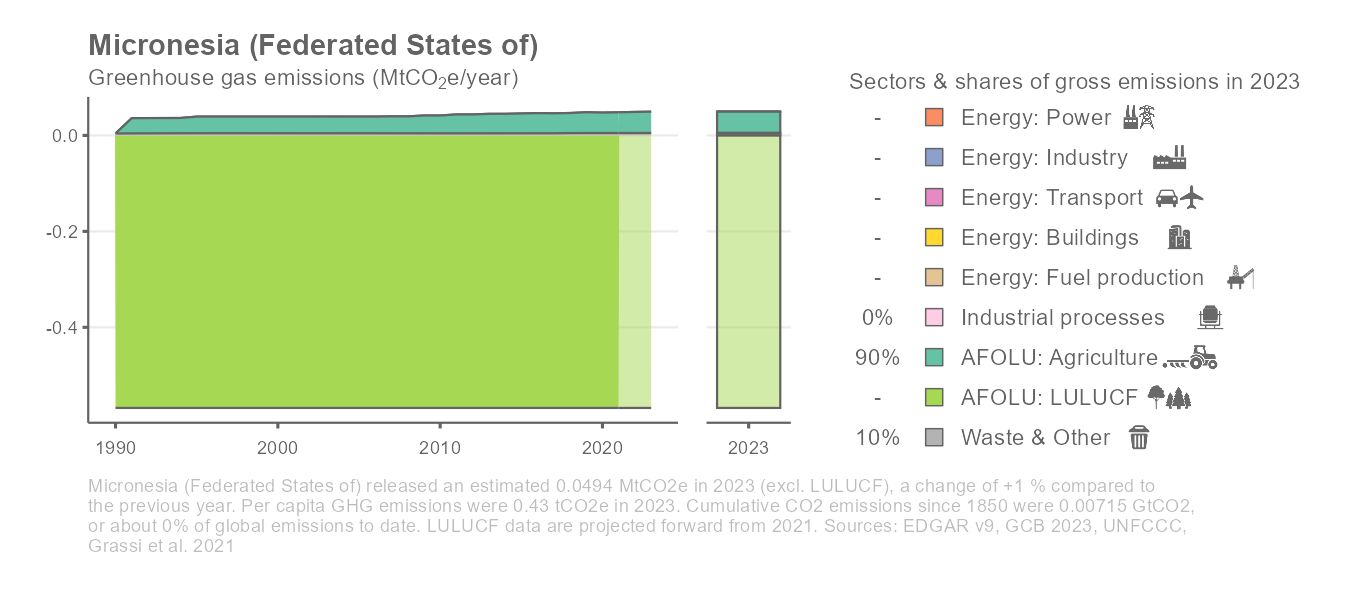 Micronesia (Federated States of)
Greenhouse gas emissions (MtCO₂e/year)
0.0
-0.2
-0.4
1990
2000
2010
2020
2023
Sectors & shares of gross emissions in 2023
- Energy: Power
- Energy: Industry
- Energy: Transport
- Energy: Buildings
- Energy: Fuel production
0% Industrial processes
90% AFOLU: Agriculture
- AFOLU: LULUCF
10% Waste & Other
Micronesia (Federated States of) released an estimated 0.0494 MtCO2e in 2023 (excl. LULUCF), a change of +1 % compared to
the previous year. Per capita GHG emissions were 0.43 tCO2e in 2023. Cumulative CO2 emissions since 1850 were 0.00715 GtCO2,
or about 0% of global emissions to date. LULUCF data are projected forward from 2021. Sources: EDGAR v9, GCB 2023, UNFCCC,
Grassi et al. 2021